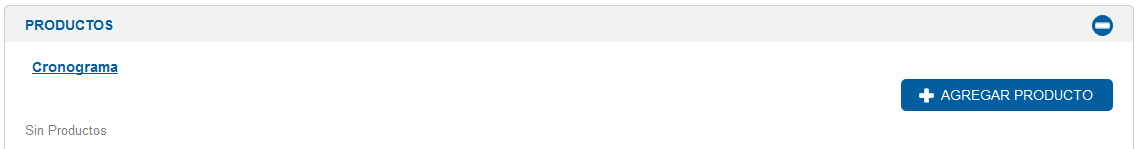 PRODUCTOS
Cronograma
AGREGAR PRODUCTO
Sin Productos